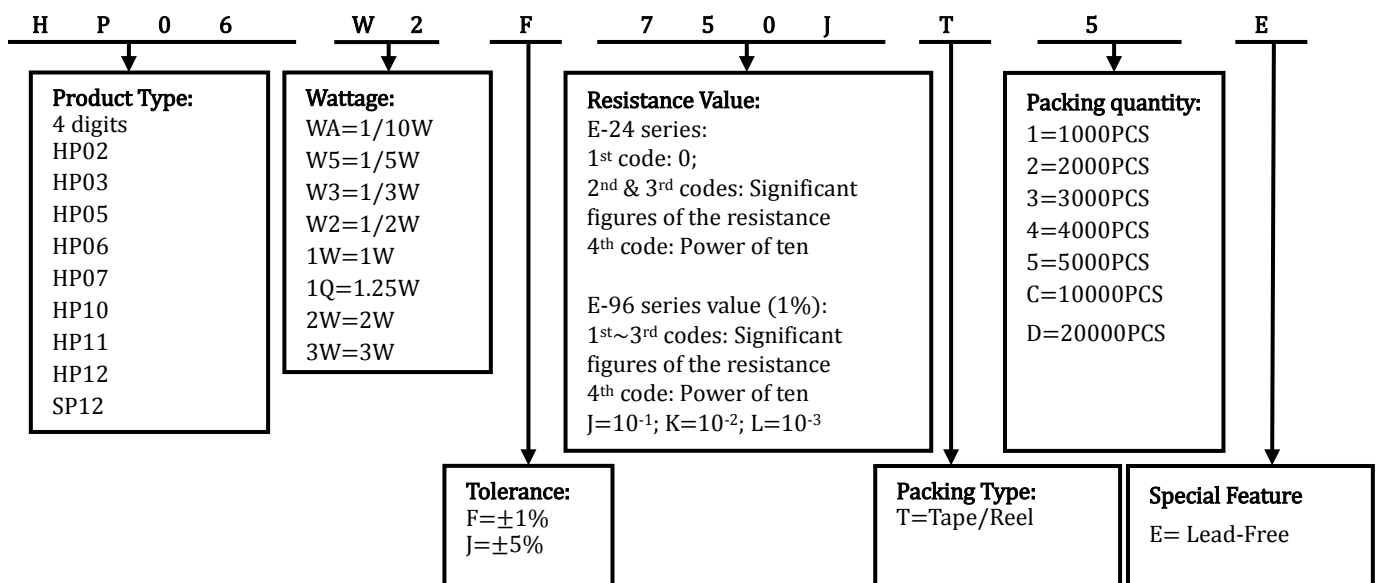 H P 0 6 W 2 F 7 5 0 J T 5 E
Product Type:
4 digits
HP02
HP03
HP05
HP06
HP07
HP10
HP11
HP12
SP12
Wattage:
WA=1/10W
W5=1/5W
W3=1/3W
W2=1/2W
1W=1W
1Q=1.25W
2W=2W
3W=3W
Resistance Value:
E-24 series:
1st code: 0;
2nd & 3rd codes: Significant
figures of the resistance
4th code: Power of ten
E-96 series value (1%):
1st~3rd codes: Significant
figures of the resistance
4th code: Power of ten
J=10-1; K=10-2; L=10-3
Packing quantity:
1=1000PCS
2=2000PCS
3=3000PCS
4=4000PCS
5=5000PCS
C=10000PCS
D=20000PCS
Tolerance:
F=±1%
J=±5%
Packing Type:
T=Tape/Reel
Special Feature
E= Lead-Free